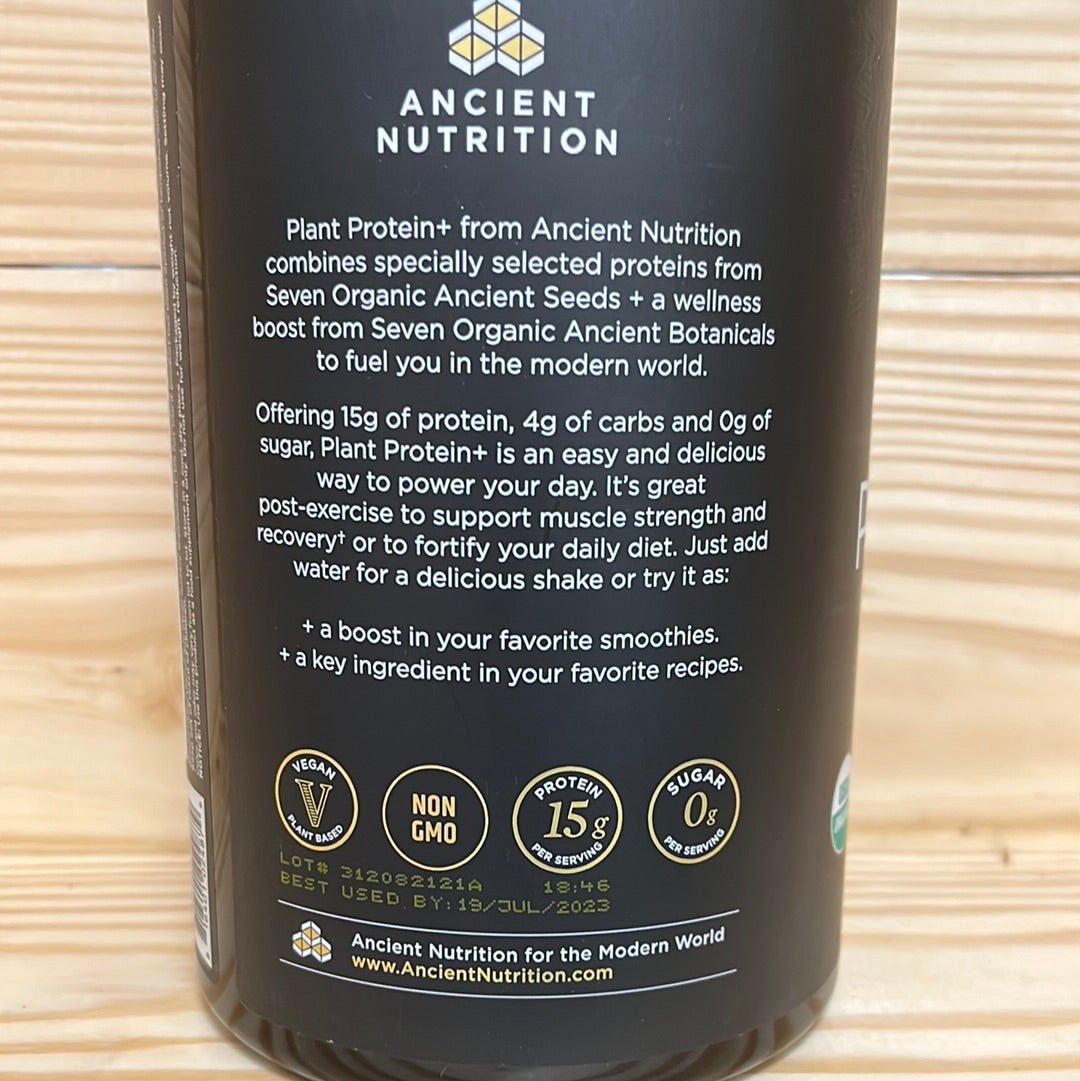 ANCIENT
NUTRITION
Plant Protein+ from Ancient Nutrition
combines specially selected proteins from
Seven Organic Ancient Seeds + a wellness
boost from Seven Organic Ancient Botanicals
to fuel you in the modern world.
Offering 15g of protein, 4g of carbs and 0g of
sugar, Plant Protein+ is an easy and delicious
way to power your day. It's great
post-exercise to support muscle strength and
recovery† or to fortify your daily diet. Just add
water for a delicious shake or try it as:
+ a boost in your favorite smoothies.
+ a key ingredient in your favorite recipes.
VEGAN
V
PLANT BASED
NON
GMO
PROTEIN
15g
PER SERVING
SUGAR
0g
PER SERVING
LOT# 312082121A 18:46
BEST USED BY: 19/JUL/2023
Ancient Nutrition for the Modern World
www.AncientNutrition.com